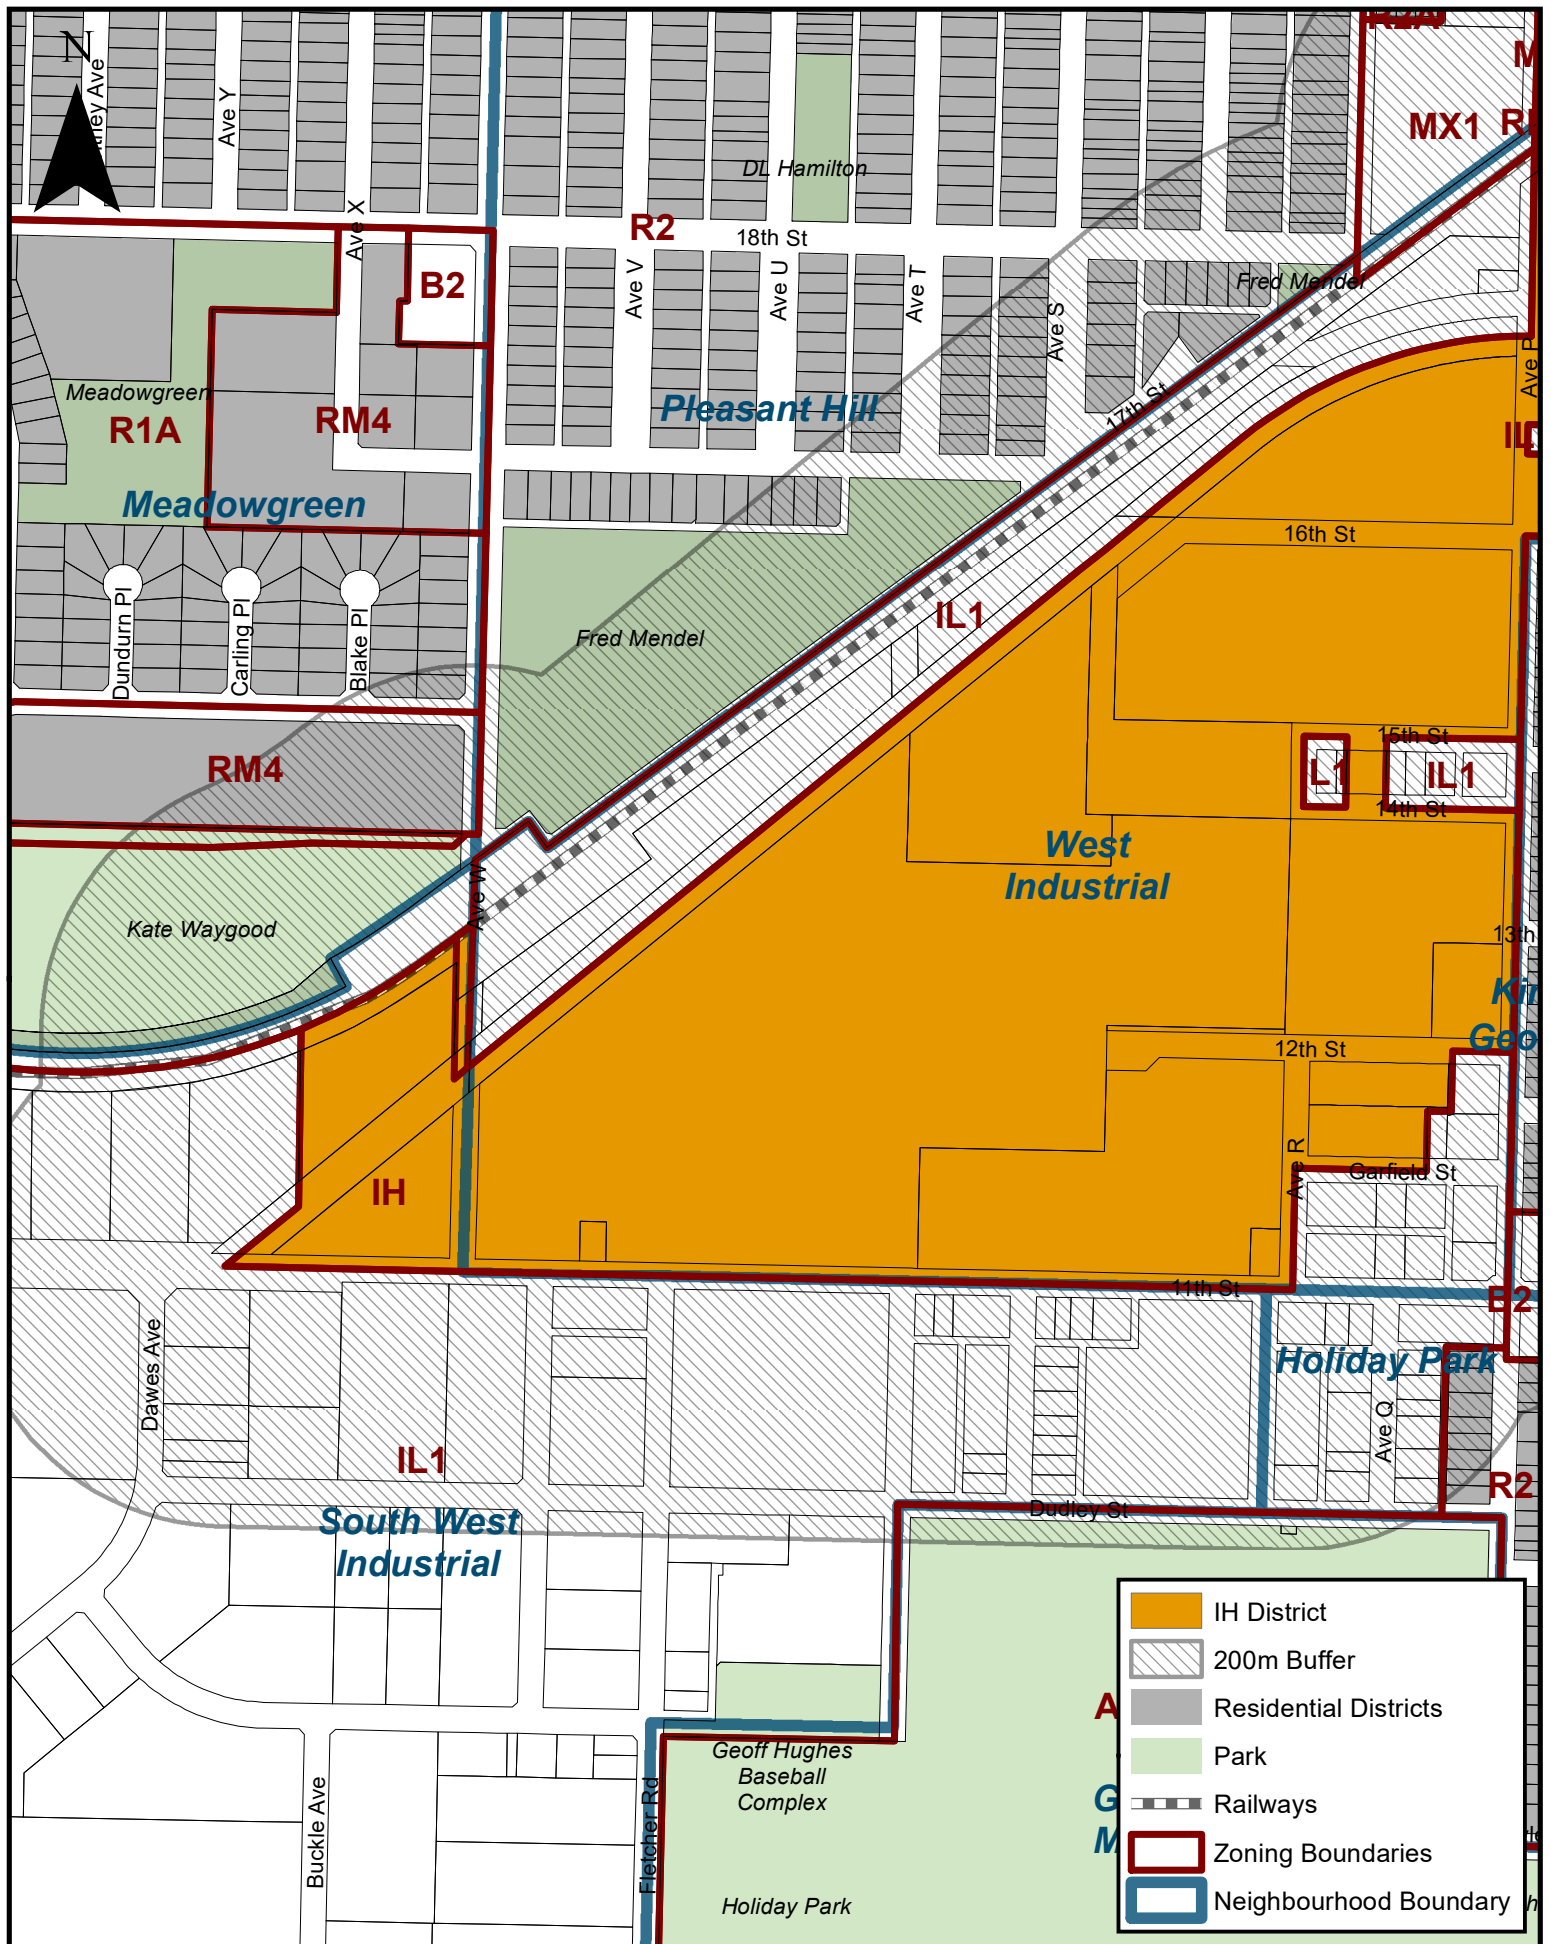 N
Ave Y
DL Hamilton
MX1
Ave X
R2
18th St
B2
Ave V
Ave U
Ave T
Fred Mendel
Ave S
Ave P
Meadowgreen
R1A
RM4
Pleasant Hill
17th St
Meadowgreen
16th St
Dundurn Pl
Carling Pl
Blake Pl
Fred Mendel
IL1
15th St
RM4
L1
IL1
14th St
West
Industrial
Ave W
Kate Waygood
13th
12th St
IH
Ave R
Garfield St
11th St
B2
Dawes Ave
Holiday Park
Ave Q
IL1
R2
South West
Industrial
Dudley St
IH District
200m Buffer
Residential Districts
Park
Railways
Zoning Boundaries
Neighbourhood Boundary
Geoff Hughes
Baseball
Complex
Buckle Ave
Fletcher Rd
Holiday Park